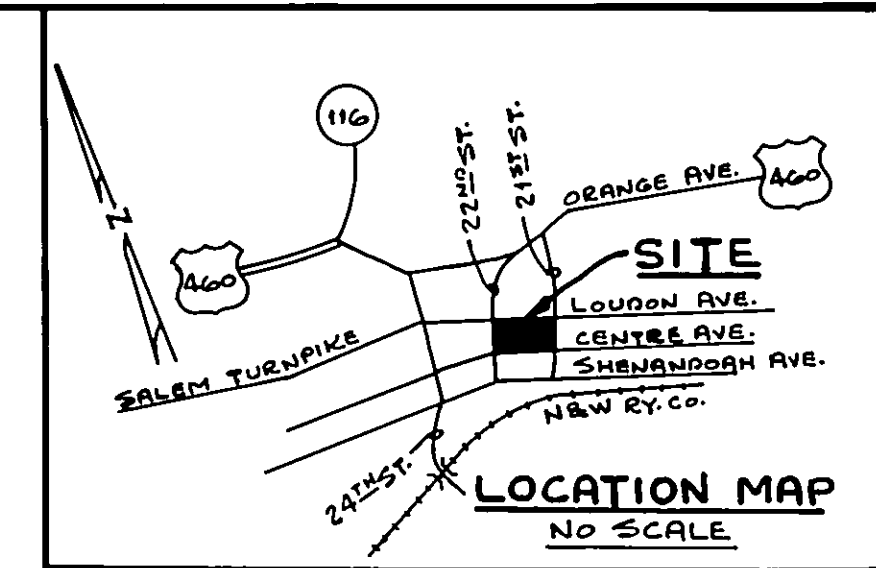 116
22ND ST.
21ST ST.
ORANGE AVE.
460
N
460
SITE
LOUDON AVE.
CENTRE AVE.
SHENANDOAH AVE.
SALEM TURNPIKE
N&W RY. CO.
24TH ST.
LOCATION MAP
NO SCALE